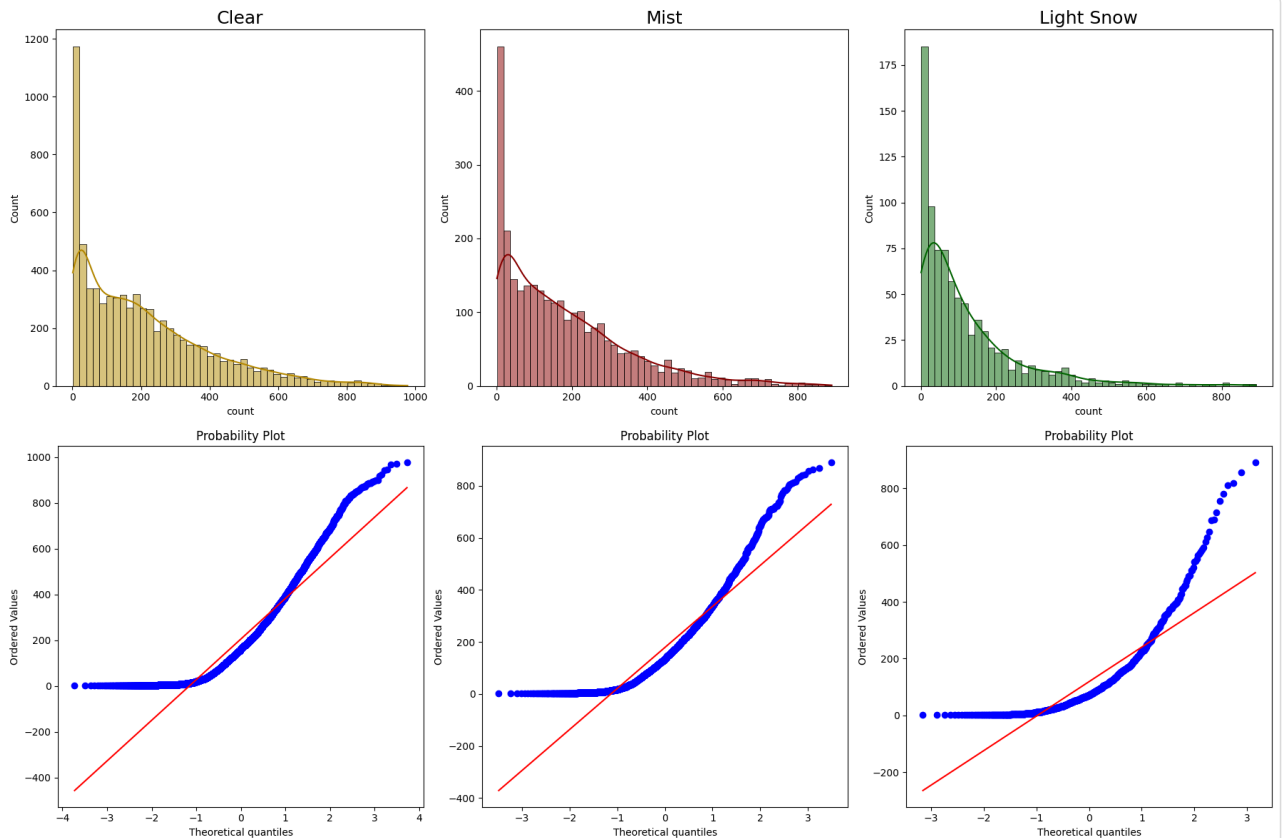 Clear Mist Light Snow
1200
1000
800
600
400
200
0
Count
0 200 400 600 800 1000
count
400
300
200
100
0
Count
0 200 400 600 800
count
175
150
125
100
75
50
25
0
Count
0 200 400 600 800
count
Probability Plot
1000
800
600
400
200
0
−200
−400
Ordered Values
−4 −3 −2 −1 0 1 2 3 4
Theoretical quantiles
Probability Plot
800
600
400
200
0
−200
−400
Ordered Values
−3 −2 −1 0 1 2 3
Theoretical quantiles
Probability Plot
800
600
400
200
0
−200
Ordered Values
−3 −2 −1 0 1 2 3
Theoretical quantiles